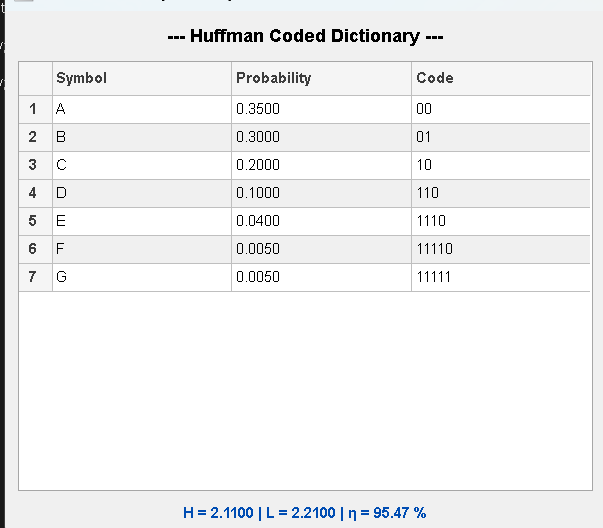 --- Huffman Coded Dictionary ---
Symbol Probability Code
1 A 0.3500 00
2 B 0.3000 01
3 C 0.2000 10
4 D 0.1000 110
5 E 0.0400 1110
6 F 0.0050 11110
7 G 0.0050 11111
H = 2.1100 | L = 2.2100 | η = 95.47 %